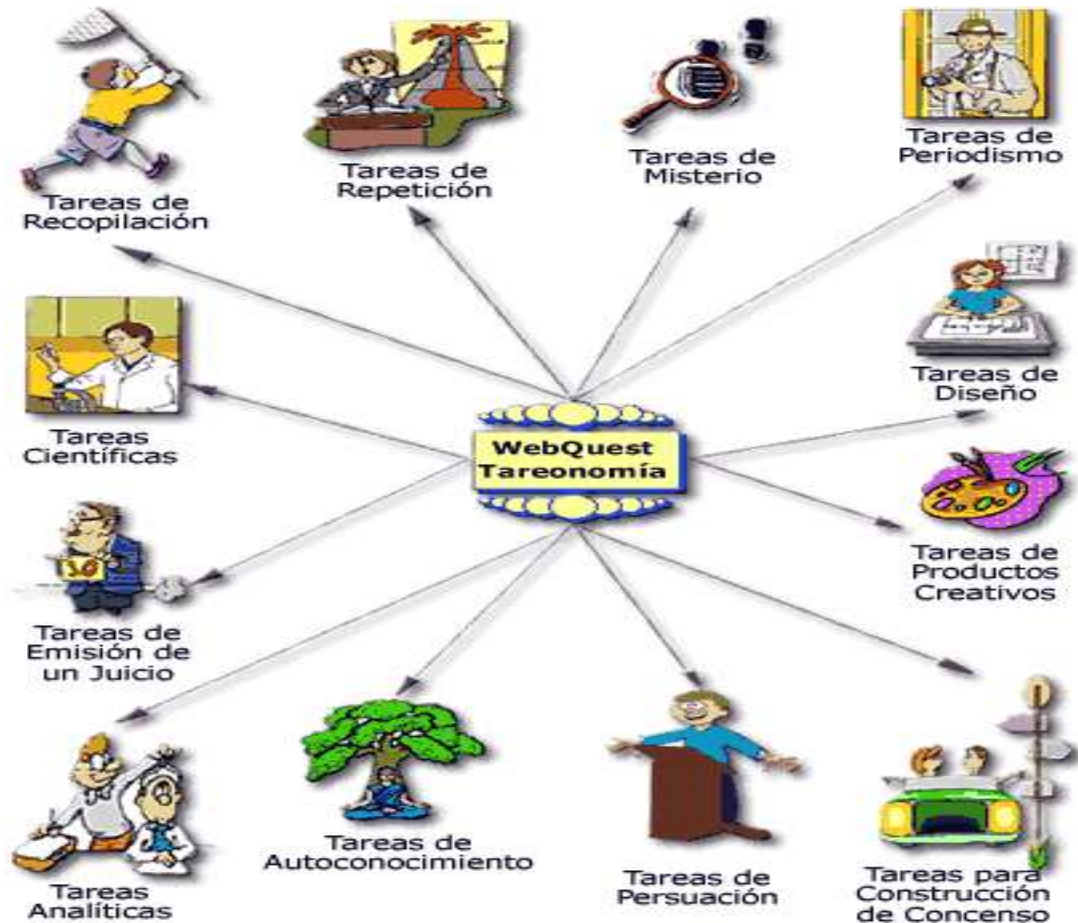 Tareas de
Recopilación
Tareas de
Repetición
Tareas de
Misterio
Tareas de
Periodismo
Tareas
Científicas
WebQuest
Tareonomía
Tareas de
Diseño
Tareas de
Emisión de
un Juicio
Tareas de
Productos
Creativos
Tareas
Analíticas
Tareas de
Autoconocimiento
Tareas de
Persuación
Tareas para
Construcción
de Concenso